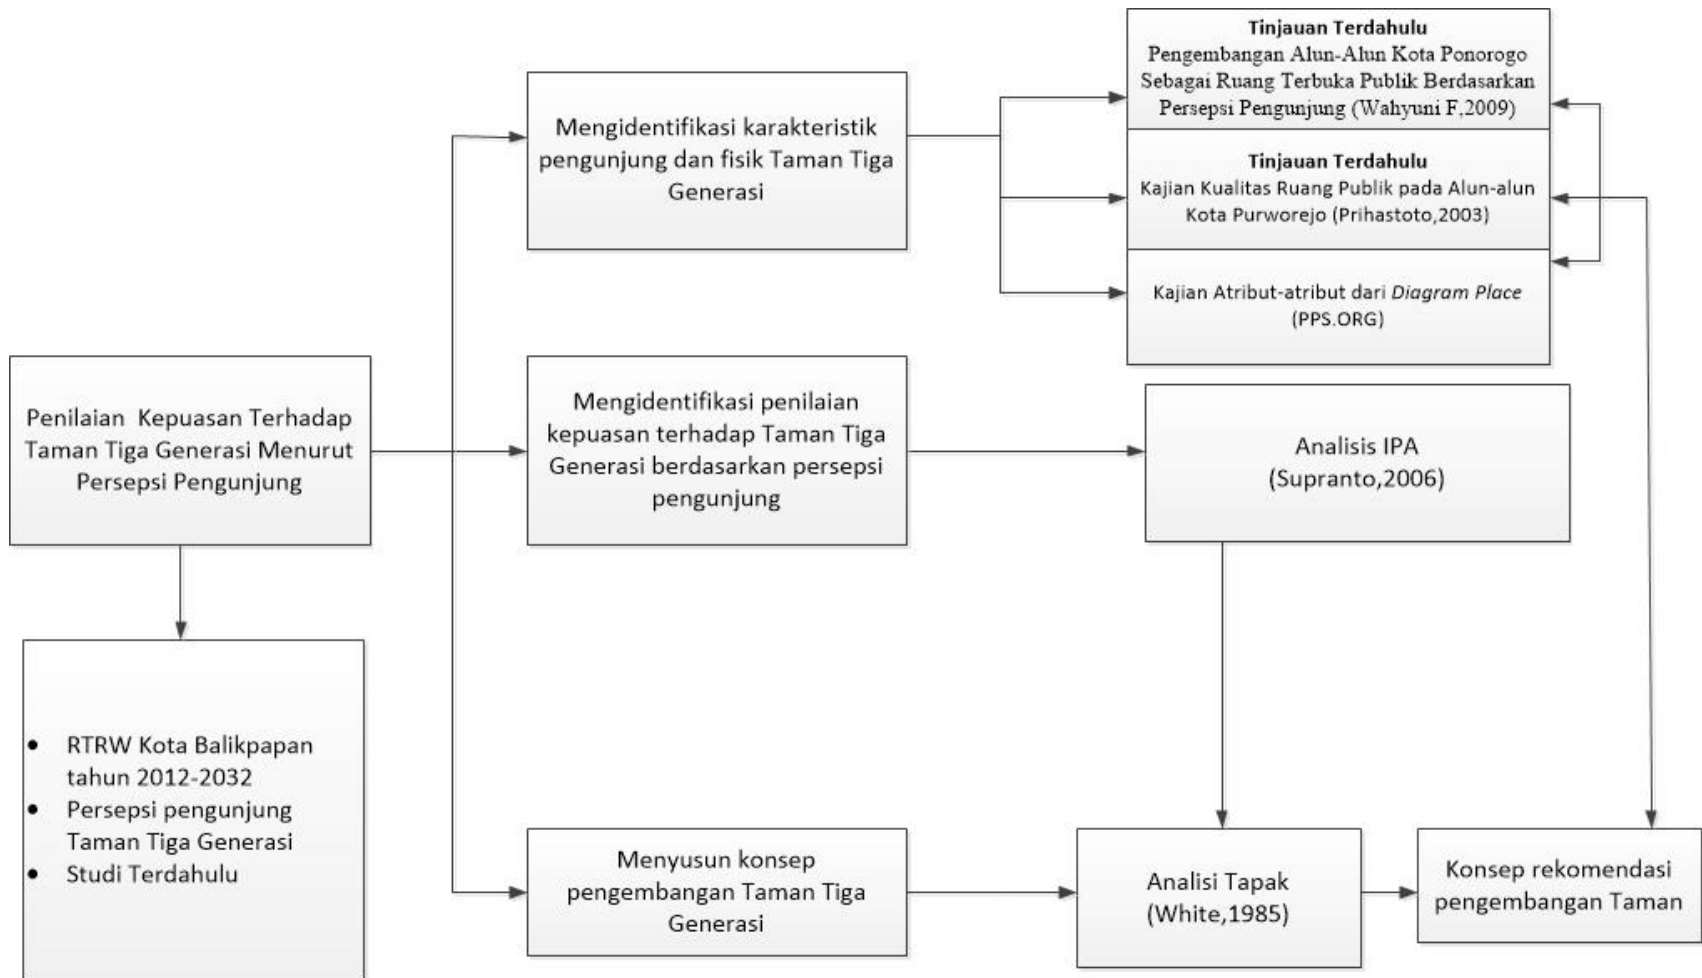 Tinjauan Terdahulu
Pengembangan Alun-Alun Kota Ponorogo
Sebagai Ruang Terbuka Publik Berdasarkan
Persepsi Pengunjung (Wahyuni F,2009)
Mengidentifikasi karakteristik
pengunjung dan fisik Taman Tiga
Generasi
Tinjauan Terdahulu
Kajian Kualitas Ruang Publik pada Alun-alun
Kota Purworejo (Prihastoto,2003)
Kajian Atribut-atribut dari Diagram Place
(PPS.ORG)
Penilaian Kepuasan Terhadap
Taman Tiga Generasi Menurut
Persepsi Pengunjung
Mengidentifikasi penilaian
kepuasan terhadap Taman Tiga
Generasi berdasarkan persepsi
pengunjung
Analisis IPA
(Supranto,2006)
• RTRW Kota Balikpapan
tahun 2012-2032
• Persepsi pengunjung
Taman Tiga Generasi
• Studi Terdahulu
Menyusun konsep
pengembangan Taman Tiga
Generasi
Analisi Tapak
(White,1985)
Konsep rekomendasi
pengembangan Taman